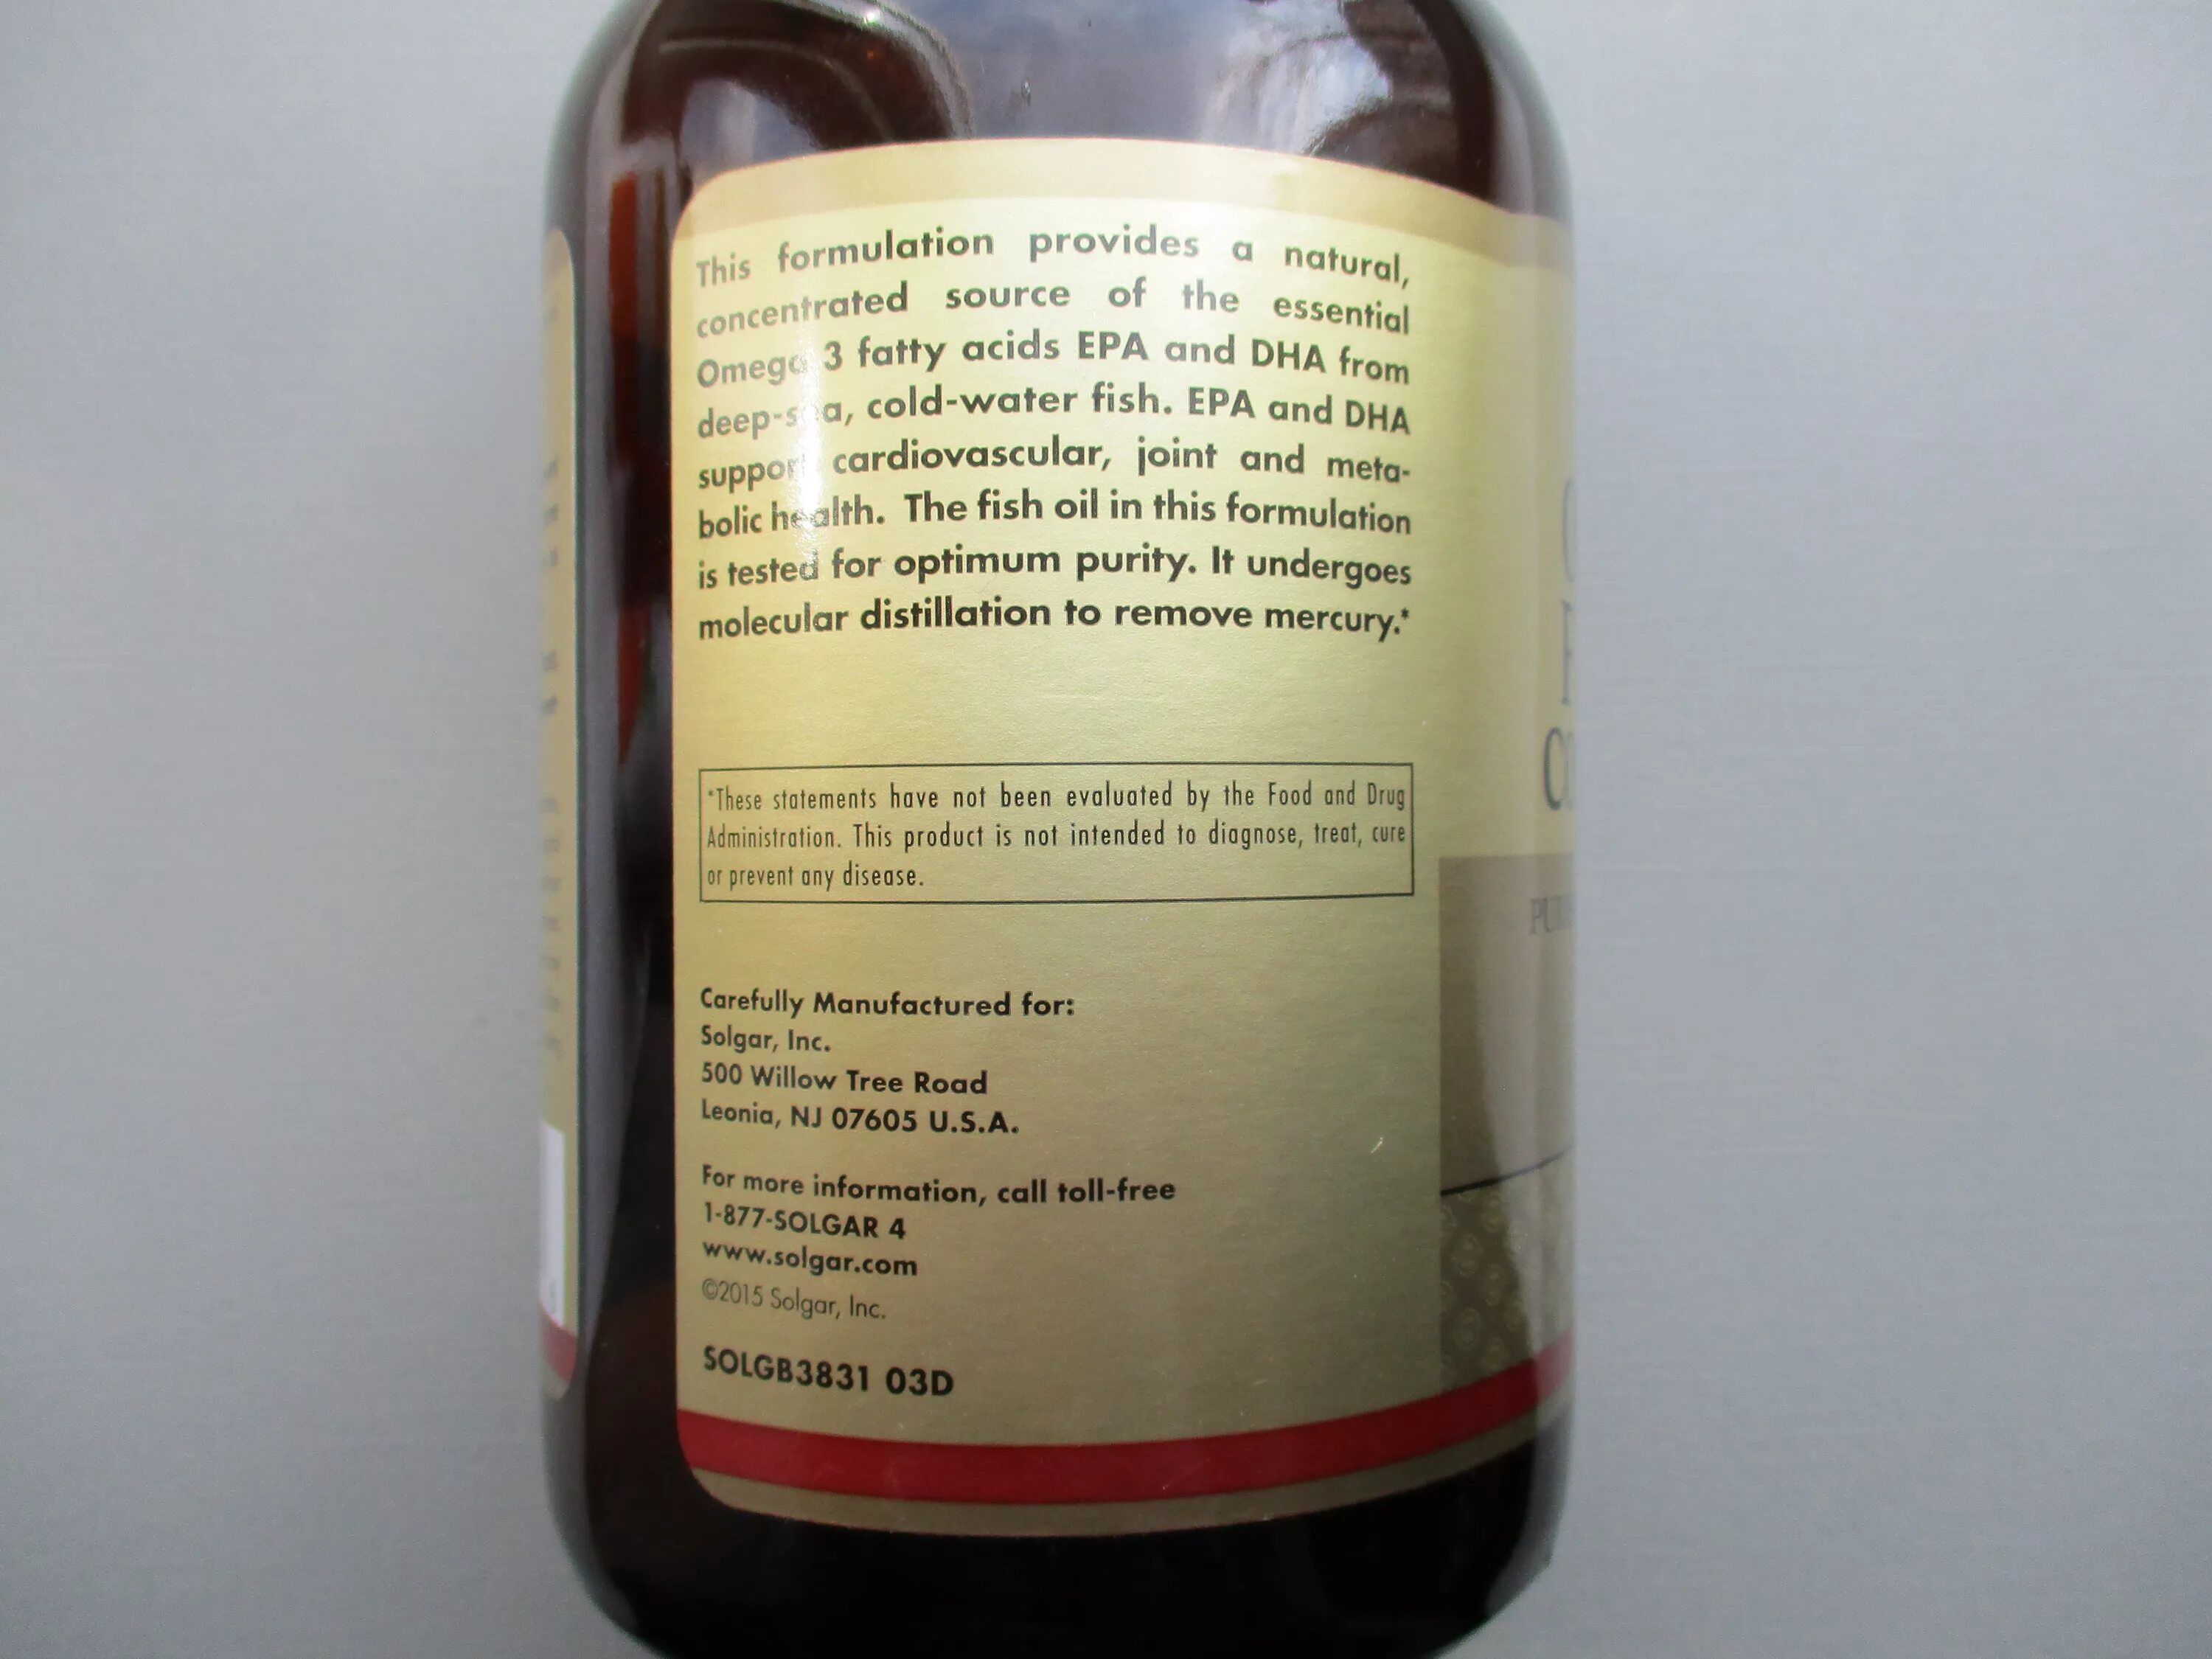 This formulation provides a natural,
concentrated source of the essential
Omega 3 fatty acids EPA and DHA from
deep-sea, cold-water fish. EPA and DHA
support cardiovascular, joint and meta-
bolic health. The fish oil in this formulation
is tested for optimum purity. It undergoes
molecular distillation to remove mercury.*
*These statements have not been evaluated by the Food and Drug
Administration. This product is not intended to diagnose, treat, cure
or prevent any disease.
Carefully Manufactured for:
Solgar, Inc.
500 Willow Tree Road
Leonia, NJ 07605 U.S.A.
For more information, call toll-free
1-877-SOLGAR 4
www.solgar.com
©2015 Solgar, Inc.
SOLGB3831 03D